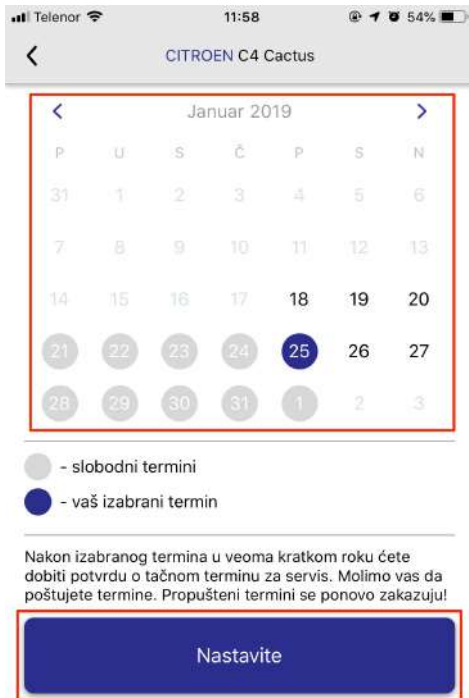 Telenor 11:58 54%
CITROEN C4 Cactus
Januar 2019
P U S Č P S N
31 1 2 3 4 5 6
7 8 9 10 11 12 13
14 15 16 17 18 19 20
21 22 23 24 25 26 27
28 29 30 31 1 2 3
- slobodni termini
- vaš izabrani termin
Nakon izabranog termina u veoma kratkom roku ćete
dobiti potvrdu o tačnom terminu za servis. Molimo vas da
poštujete termine. Propušteni termini se ponovo zakazuju!
Nastavite